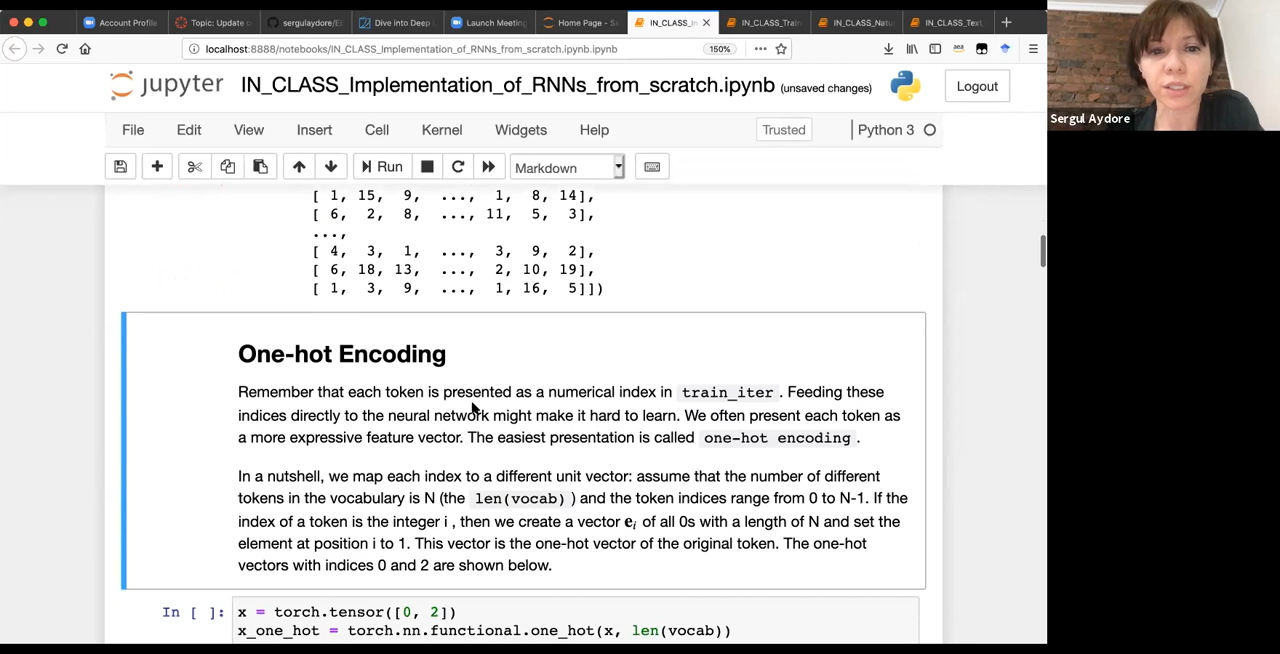 Account Profile
Topic: Update o
sergulaydore/E
Dive into Deep
Launch Meeting
Home Page - S
IN_CLASS_I
IN_CLASS_Train
IN_CLASS_Natu
IN_CLASS_Text_
localhost:8888/notebooks/IN_CLASS_Implementation_of_RNNs_from_scratch.ipynb.ipynb
150%
jupyter IN_CLASS_Implementation_of_RNNs_from_scratch.ipynb (unsaved changes)
Logout
File Edit View Insert Cell Kernel Widgets Help
Trusted
Python 3
Run
Markdown
[ 1, 15, 9, ..., 1, 8, 14],
[ 6, 2, 8, ..., 11, 5, 3],
...,
[ 4, 3, 1, ..., 3, 9, 2],
[ 6, 18, 13, ..., 2, 10, 19],
[ 1, 3, 9, ..., 1, 16, 5]])
One-hot Encoding
Remember that each token is presented as a numerical index in train_iter . Feeding these
indices directly to the neural network might make it hard to learn. We often present each token as
a more expressive feature vector. The easiest presentation is called one-hot encoding .
In a nutshell, we map each index to a different unit vector: assume that the number of different
tokens in the vocabulary is N (the len(vocab) ) and the token indices range from 0 to N-1. If the
index of a token is the integer i , then we create a vector eᵢ of all 0s with a length of N and set the
element at position i to 1. This vector is the one-hot vector of the original token. The one-hot
vectors with indices 0 and 2 are shown below.
In [ ]: x = torch.tensor([0, 2])
x_one_hot = torch.nn.functional.one_hot(x, len(vocab))
Sergul Aydore